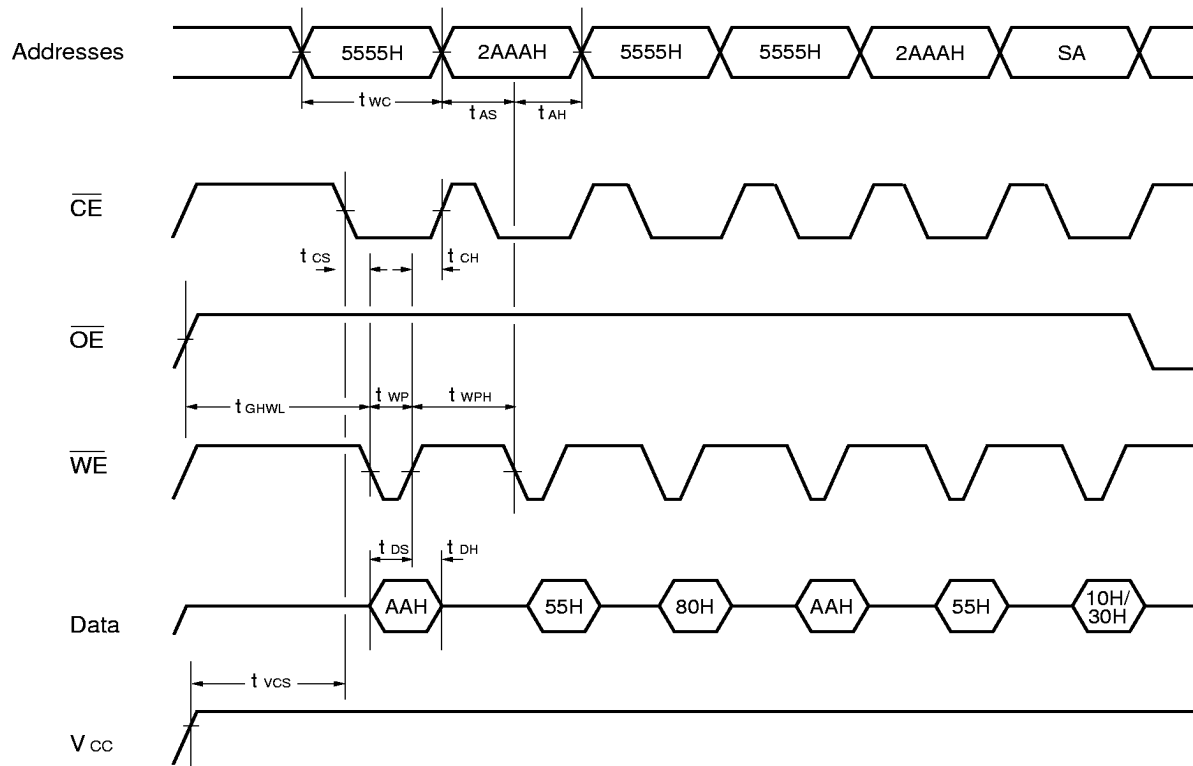 Addresses 5555H 2AAAH 5555H 5555H 2AAAH SA
t WC t AS t AH
CE
t CS t CH
OE
t GHWL t WP t WPH
WE
t DS t DH
Data AAH 55H 80H AAH 55H 10H/
30H
t VCS
V CC